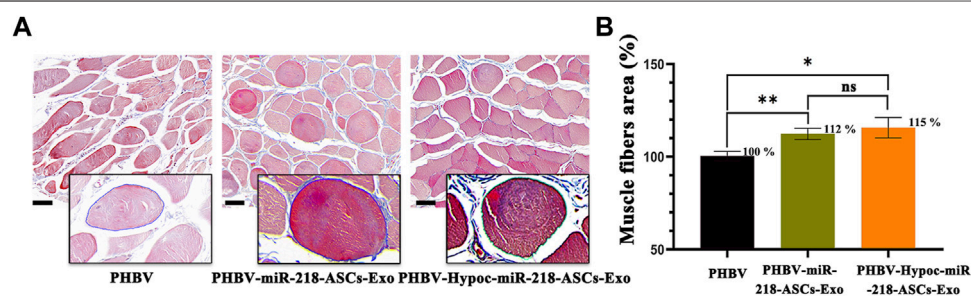 A
PHBV
PHBV-miR-218-ASCs-Exo
PHBV-Hypoc-miR-218-ASCs-Exo
B
Muscle fibers area (%)
150
100
50
*
**
ns
100 %
112 %
115 %
PHBV
PHBV-miR-
218-ASCs-Exo
PHBV-Hypoc-miR
-218-ASCs-Exo